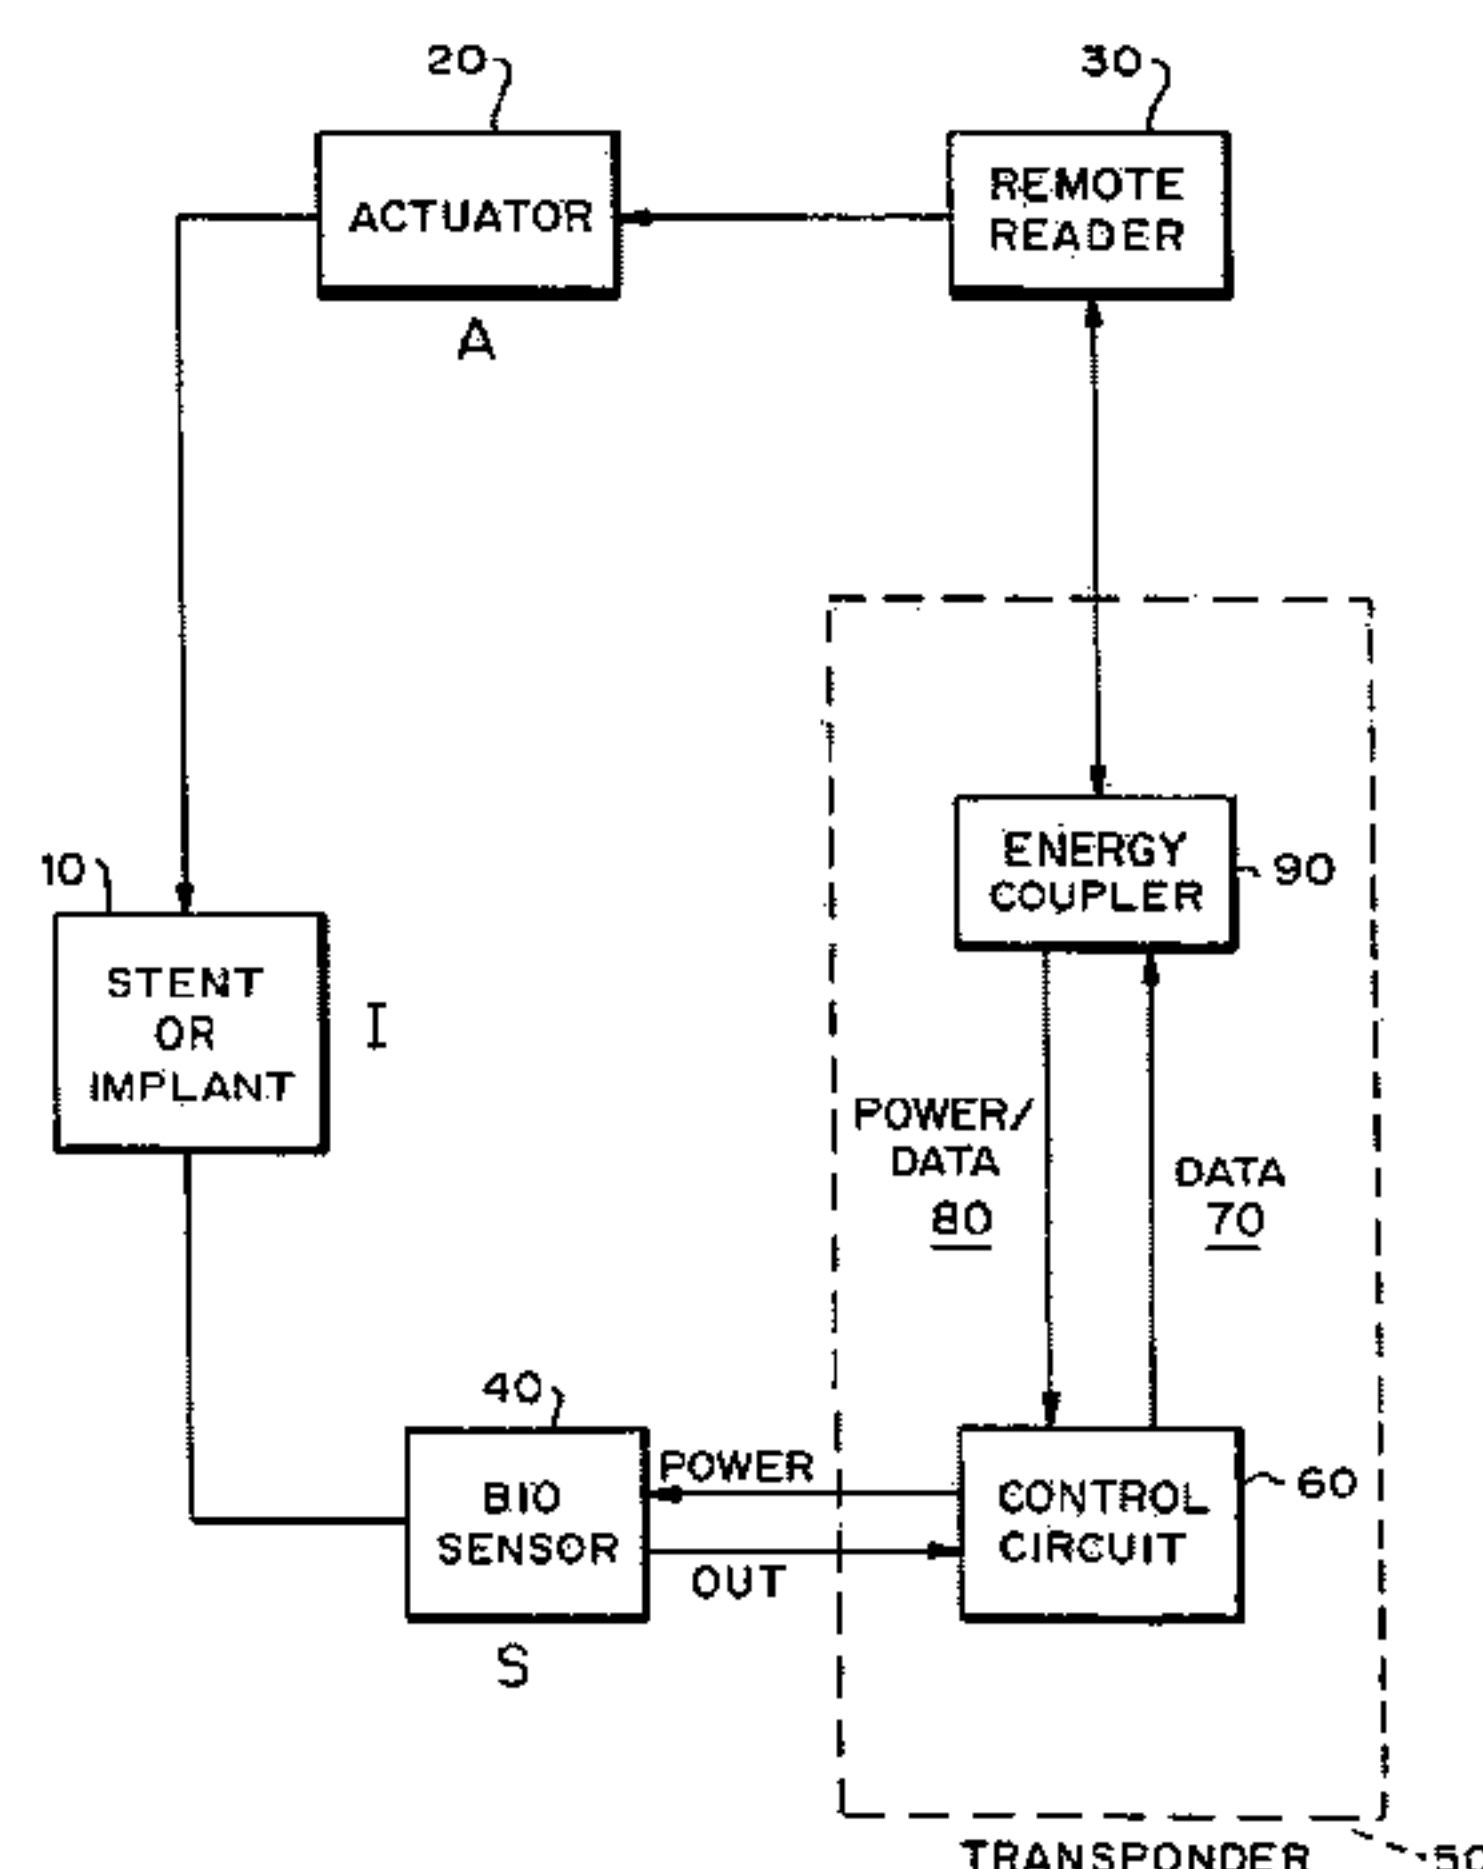 20
30
ACTUATOR
REMOTE
READER
A
10
STENT
OR
IMPLANT
I
ENERGY
COUPLER
90
POWER/
DATA
80
DATA
70
40
BIO
SENSOR
S
POWER
OUT
CONTROL
CIRCUIT
60
TRANSPONDER
50